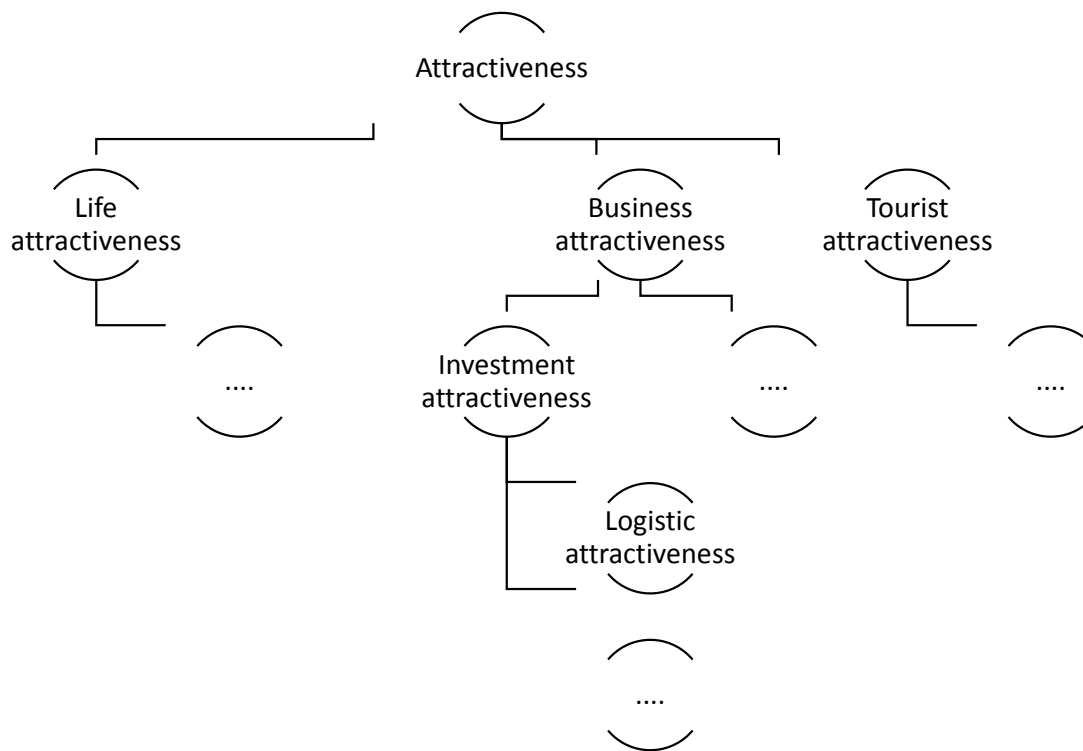 Attractiveness
Life
attractiveness
Business
attractiveness
Tourist
attractiveness
....
Investment
attractiveness
....
....
Logistic
attractiveness
....